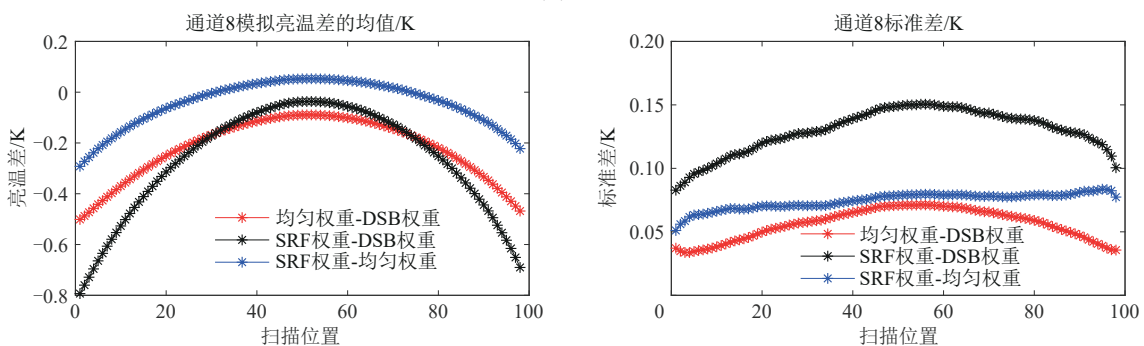 通道8模拟亮温差的均值/K
0.2
0
−0.2
−0.4
−0.6
−0.8
亮温差/K
均匀权重-DSB权重
SRF权重-DSB权重
SRF权重-均匀权重
0 20 40 60 80 100
扫描位置
通道8标准差/K
0.20
0.15
0.10
0.05
标准差/K
均匀权重-DSB权重
SRF权重-DSB权重
SRF权重-均匀权重
0 20 40 60 80 100
扫描位置